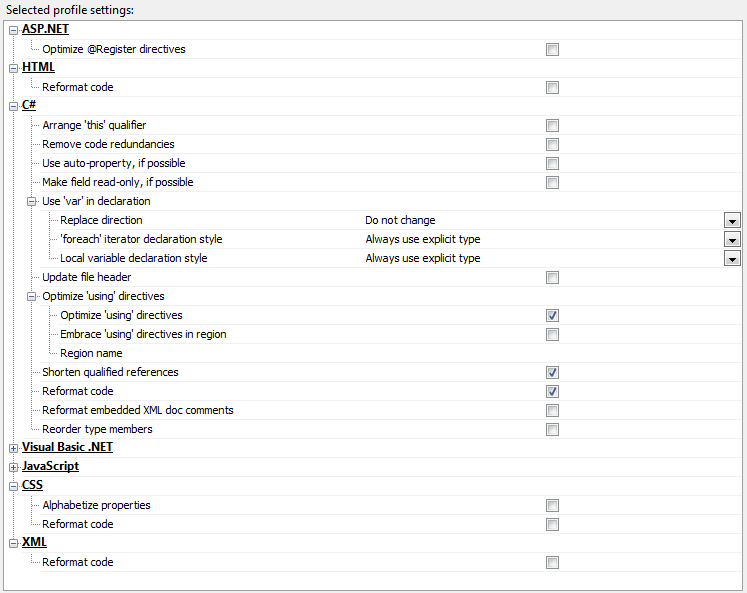 Selected profile settings:
ASP.NET
Optimize @Register directives
HTML
Reformat code
C#
Arrange 'this' qualifier
Remove code redundancies
Use auto-property, if possible
Make field read-only, if possible
Use 'var' in declaration
Replace direction Do not change
'foreach' iterator declaration style Always use explicit type
Local variable declaration style Always use explicit type
Update file header
Optimize 'using' directives
Optimize 'using' directives
Embrace 'using' directives in region
Region name
Shorten qualified references
Reformat code
Reformat embedded XML doc comments
Reorder type members
Visual Basic .NET
JavaScript
CSS
Alphabetize properties
Reformat code
XML
Reformat code